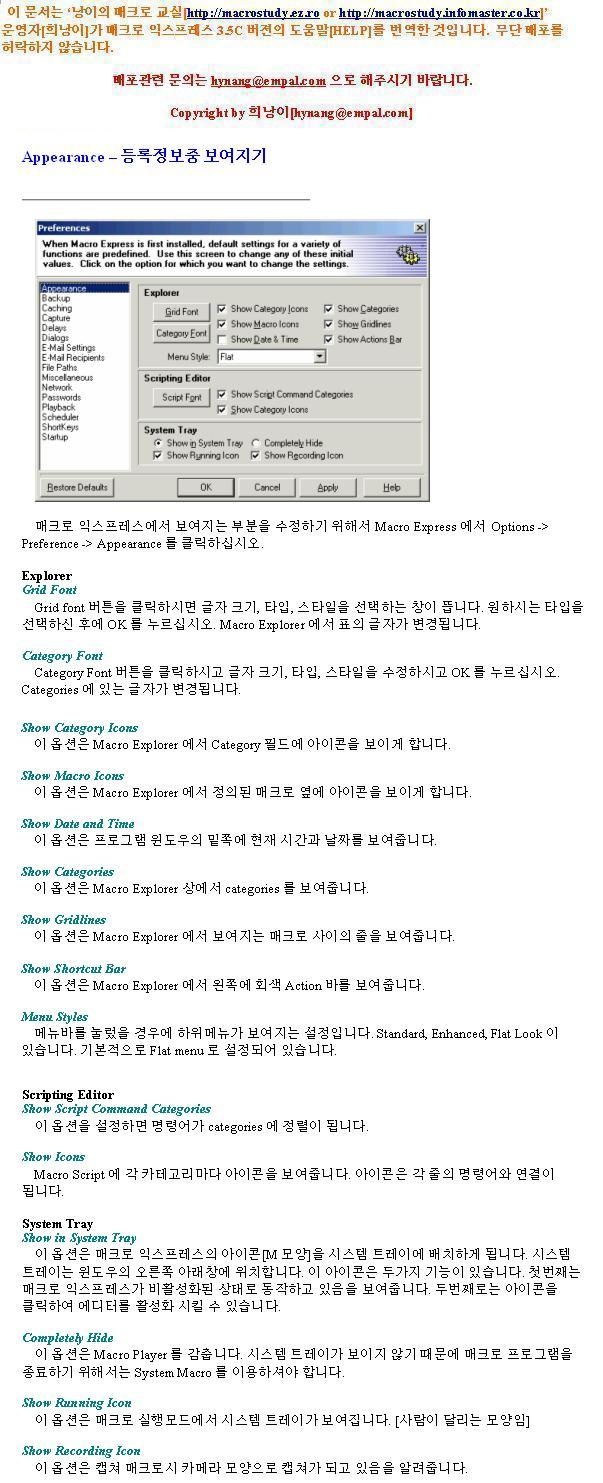 이 문서는 ‘낭이의 매크로 교실[http://macrostudy.ez.ro or http://macrostudy.infomaster.co.kr]’
운영자[희낭이]가 매크로 익스프레스 3.5C 버젼의 도움말[HELP]를 번역한 것입니다. 무단 배포를
허락하지 않습니다.
배포관련 문의는 hynang@empal.com 으로 해주시기 바랍니다.
Copyright by 희낭이[hynang@empal.com]
Appearance – 등록정보중 보여지기
Preferences
When Macro Express is first installed, default settings for a variety of
functions are predefined. Use this screen to change any of these initial
values. Click on the option for which you want to change the settings.
Appearance
Backup
Caching
Capture
Delays
Dialogs
E-Mail Settings
E-Mail Recipients
File Paths
Miscellaneous
Network
Passwords
Playback
Scheduler
ShortKeys
Startup
Explorer
Grid Font
Show Category Icons
Show Categories
Category Font
Show Macro Icons
Show Gridlines
Show Date & Time
Show Actions Bar
Menu Style: Flat
Scripting Editor
Script Font
Show Script Command Categories
Show Category Icons
System Tray
Show in System Tray
Completely Hide
Show Running Icon
Show Recording Icon
Restore Defaults
OK
Cancel
Apply
Help
매크로 익스프레스에서 보여지는 부분을 수정하기 위해서 Macro Express 에서 Options ->
Preference -> Appearance 를 클릭하십시오.
Explorer
Grid Font
Grid font 버튼을 클릭하시면 글자 크기, 타입, 스타일을 선택하는 창이 뜹니다. 원하시는 타입을
선택하신 후에 OK 를 누르십시오. Macro Explorer 에서 표의 글자가 변경됩니다.
Category Font
Category Font 버튼을 클릭하시고 글자 크기, 타입, 스타일을 수정하시고 OK 를 누르십시오.
Categories 에 있는 글자가 변경됩니다.
Show Category Icons
이 옵션은 Macro Explorer 에서 Category 필드에 아이콘을 보이게 합니다.
Show Macro Icons
이 옵션은 Macro Explorer 에서 정의된 매크로 옆에 아이콘을 보이게 합니다.
Show Date and Time
이 옵션은 프로그램 윈도우의 밑쪽에 현재 시간과 날짜를 보여줍니다.
Show Categories
이 옵션은 Macro Explorer 상에서 categories 를 보여줍니다.
Show Gridlines
이 옵션은 Macro Explorer 에서 보여지는 매크로 사이의 줄을 보여줍니다.
Show Shortcut Bar
이 옵션은 Macro Explorer 에서 왼쪽에 회색 Action 바를 보여줍니다.
Menu Styles
메뉴바를 눌렀을 경우에 하위메뉴가 보여지는 설정입니다. Standard, Enhanced, Flat Look 이
있습니다. 기본적으로 Flat menu 로 설정되어 있습니다.
Scripting Editor
Show Script Command Categories
이 옵션을 설정하면 명령어가 categories 에 정렬이 됩니다.
Show Icons
Macro Script 에 각 카테고리마다 아이콘을 보여줍니다. 아이콘은 각 줄의 명령어와 연결이
됩니다.
System Tray
Show in System Tray
이 옵션은 매크로 익스프레스의 아이콘[M 모양]을 시스템 트레이에 배치하게 됩니다. 시스템
트레이는 윈도우의 오른쪽 아래창에 위치합니다. 이 아이콘은 두가지 기능이 있습니다. 첫번째는
매크로 익스프레스가 비활성화된 상태로 동작하고 있음을 보여줍니다. 두번째로는 아이콘을
클릭하여 에디터를 활성화 시킬 수 있습니다.
Completely Hide
이 옵션은 Macro Player 를 감춥니다. 시스템 트레이가 보이지 않기 때문에 매크로 프로그램을
종료하기 위해서는 System Macro 를 이용하셔야 합니다.
Show Running Icon
이 옵션은 매크로 실행모드에서 시스템 트레이가 보여집니다. [사람이 달리는 모양임]
Show Recording Icon
이 옵션은 캡쳐 매크로시 카메라 모양으로 캡쳐가 되고 있음을 알려줍니다.